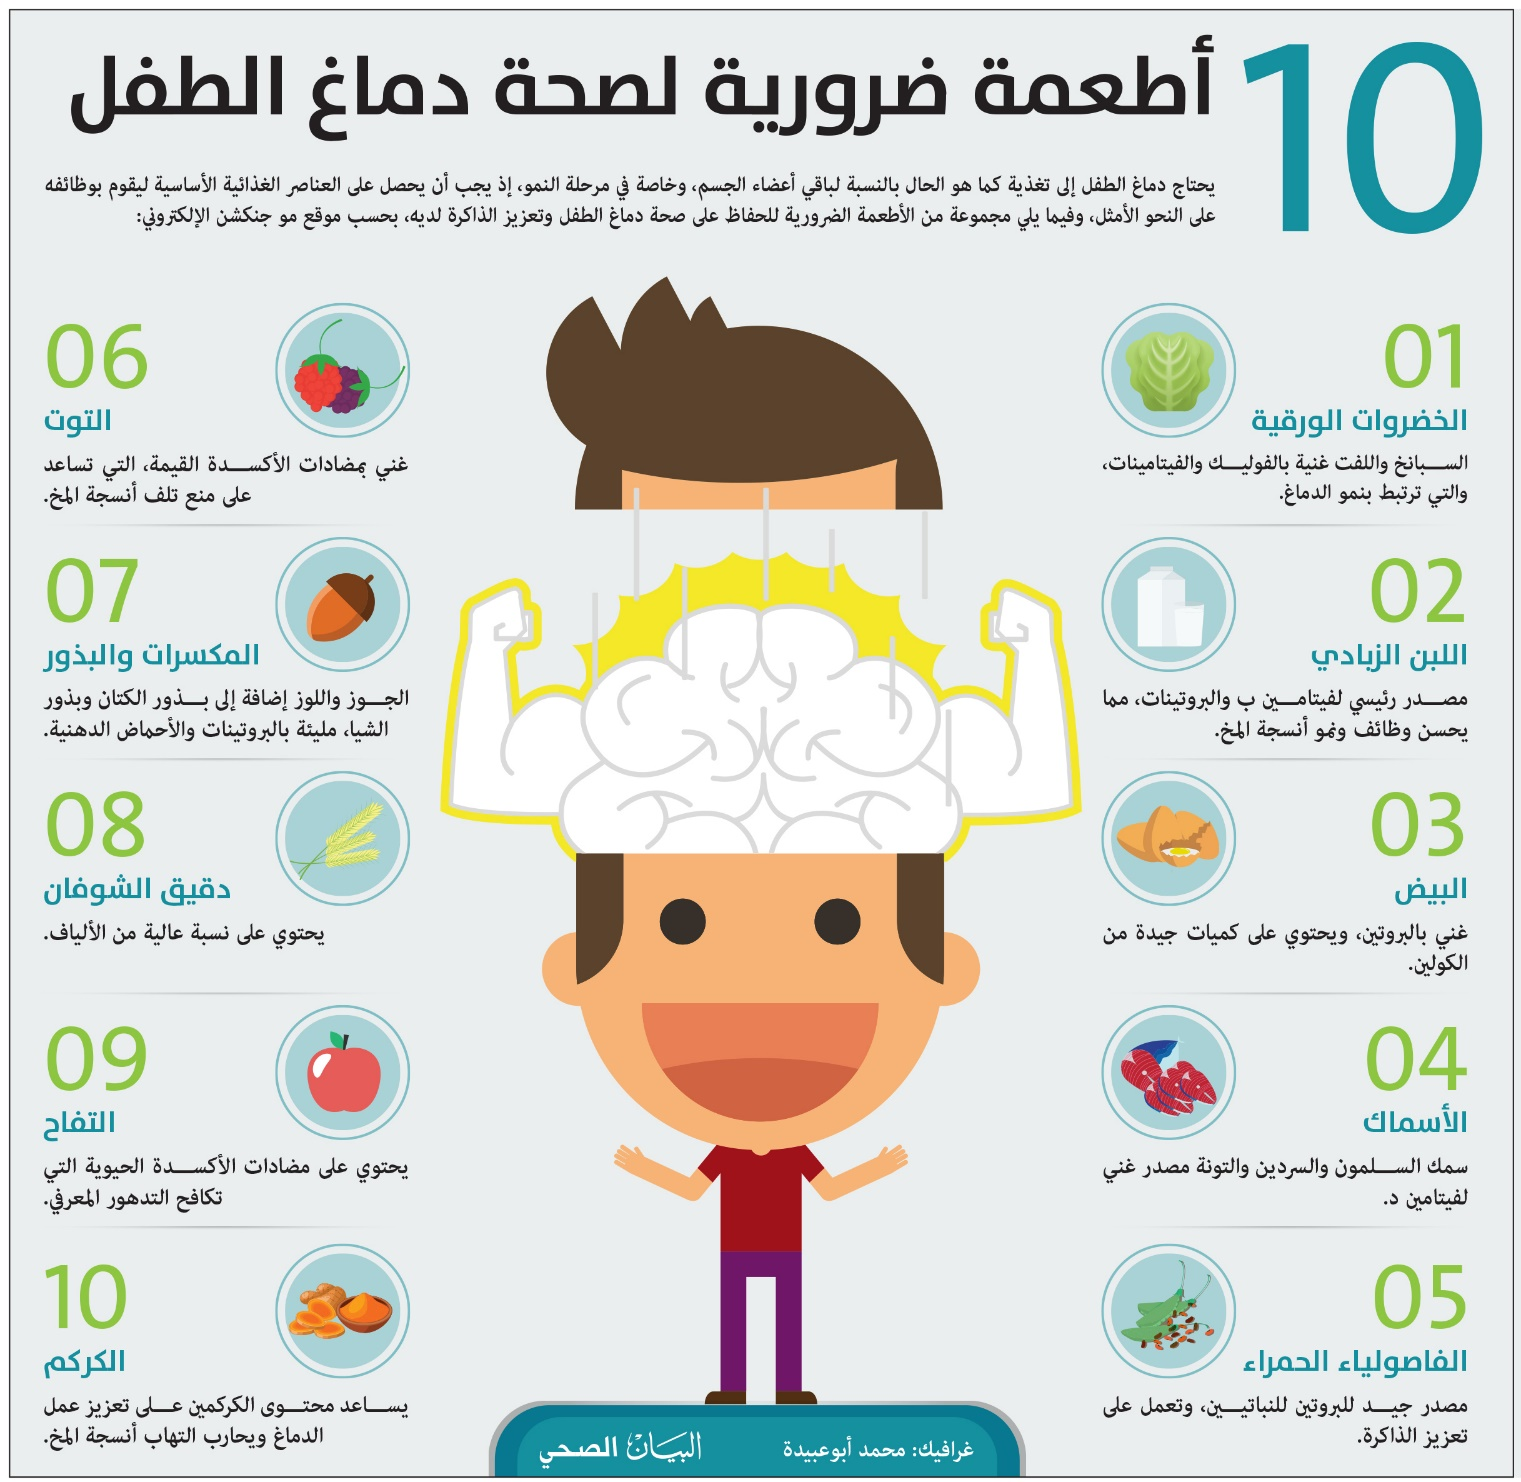 10 أطعمة ضرورية لصحة دماغ الطفل
يحتاج دماغ الطفل إلى تغذية كما هو الحال بالنسبة لباقي أعضاء الجسم، وخاصة في مرحلة النمو، إذ يجب أن يحصل على العناصر الغذائية الأساسية ليقوم بوظائفه
على النحو الأمثل، وفيما يلي مجموعة من الأطعمة الضرورية للحفاظ على صحة دماغ الطفل وتعزيز الذاكرة لديه، بحسب موقع مو جنكشن الإلكتروني:
01
الخضروات الورقية
السبانخ واللفت غنية بالفوليك والفيتامينات،
والتي ترتبط بنمو الدماغ.
02
اللبن الزبادي
مصدر رئيسي لفيتامين ب والبروتينات، مما
يحسن وظائف ونمو أنسجة المخ.
03
البيض
غني بالبروتين، ويحتوي على كميات جيدة من
الكولين.
04
الأسماك
سمك السلمون والسردين والتونة مصدر غني
لفيتامين د.
05
الفاصولياء الحمراء
مصدر جيد للبروتين للنباتيين، وتعمل على
تعزيز الذاكرة.
06
التوت
غني بمضادات الأكسدة القيمة، التي تساعد
على منع تلف أنسجة المخ.
07
المكسرات والبذور
الجوز واللوز إضافة إلى بذور الكتان وبذور
الشيا، مليئة بالبروتينات والأحماض الدهنية.
08
دقيق الشوفان
يحتوي على نسبة عالية من الألياف.
09
التفاح
يحتوي على مضادات الأكسدة الحيوية التي
تكافح التدهور المعرفي.
10
الكركم
يساعد محتوى الكركمين على تعزيز عمل
الدماغ ويحارب التهاب أنسجة المخ.
غرافيك: محمد أبوعبيدة البيان الصحي